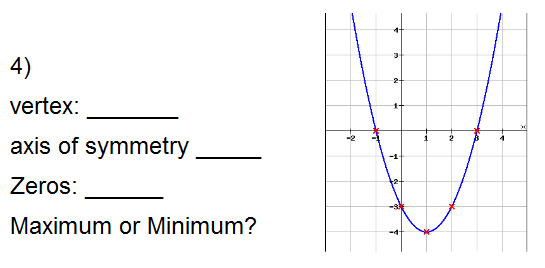 4)
vertex: _______
axis of symmetry _____
Zeros: ______
Maximum or Minimum?
4
3
2
1
x
-2 -1 1 2 3 4
-1
-2
-3
-4